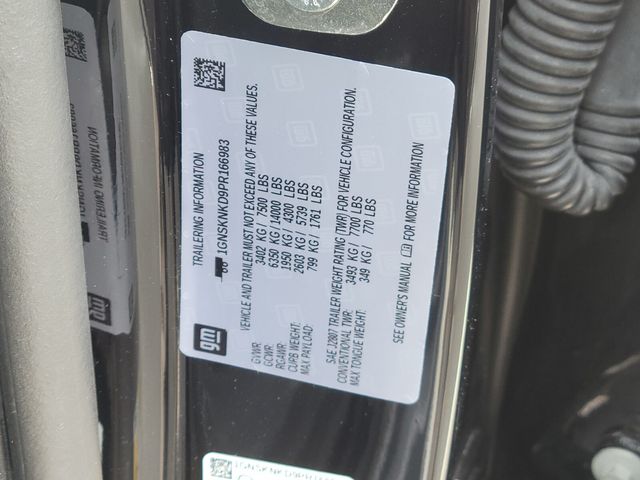 gm
TRAILERING INFORMATION
1GNSKNKD9PR166983
VEHICLE AND TRAILER MUST NOT EXCEED ANY OF THESE VALUES.
GVWR: 3402 KG / 7500 LBS
GCWR: 6350 KG / 14000 LBS
RGAWR: 1950 KG / 4300 LBS
CURB WEIGHT: 2603 KG / 5739 LBS
MAX PAYLOAD: 799 KG / 1761 LBS
SAE J2807 TRAILER WEIGHT RATING (TWR) FOR VEHICLE CONFIGURATION.
CONVENTIONAL TWR: 3493 KG / 7700 LBS
MAX TONGUE WEIGHT: 349 KG / 770 LBS
SEE OWNER'S MANUAL FOR MORE INFORMATION